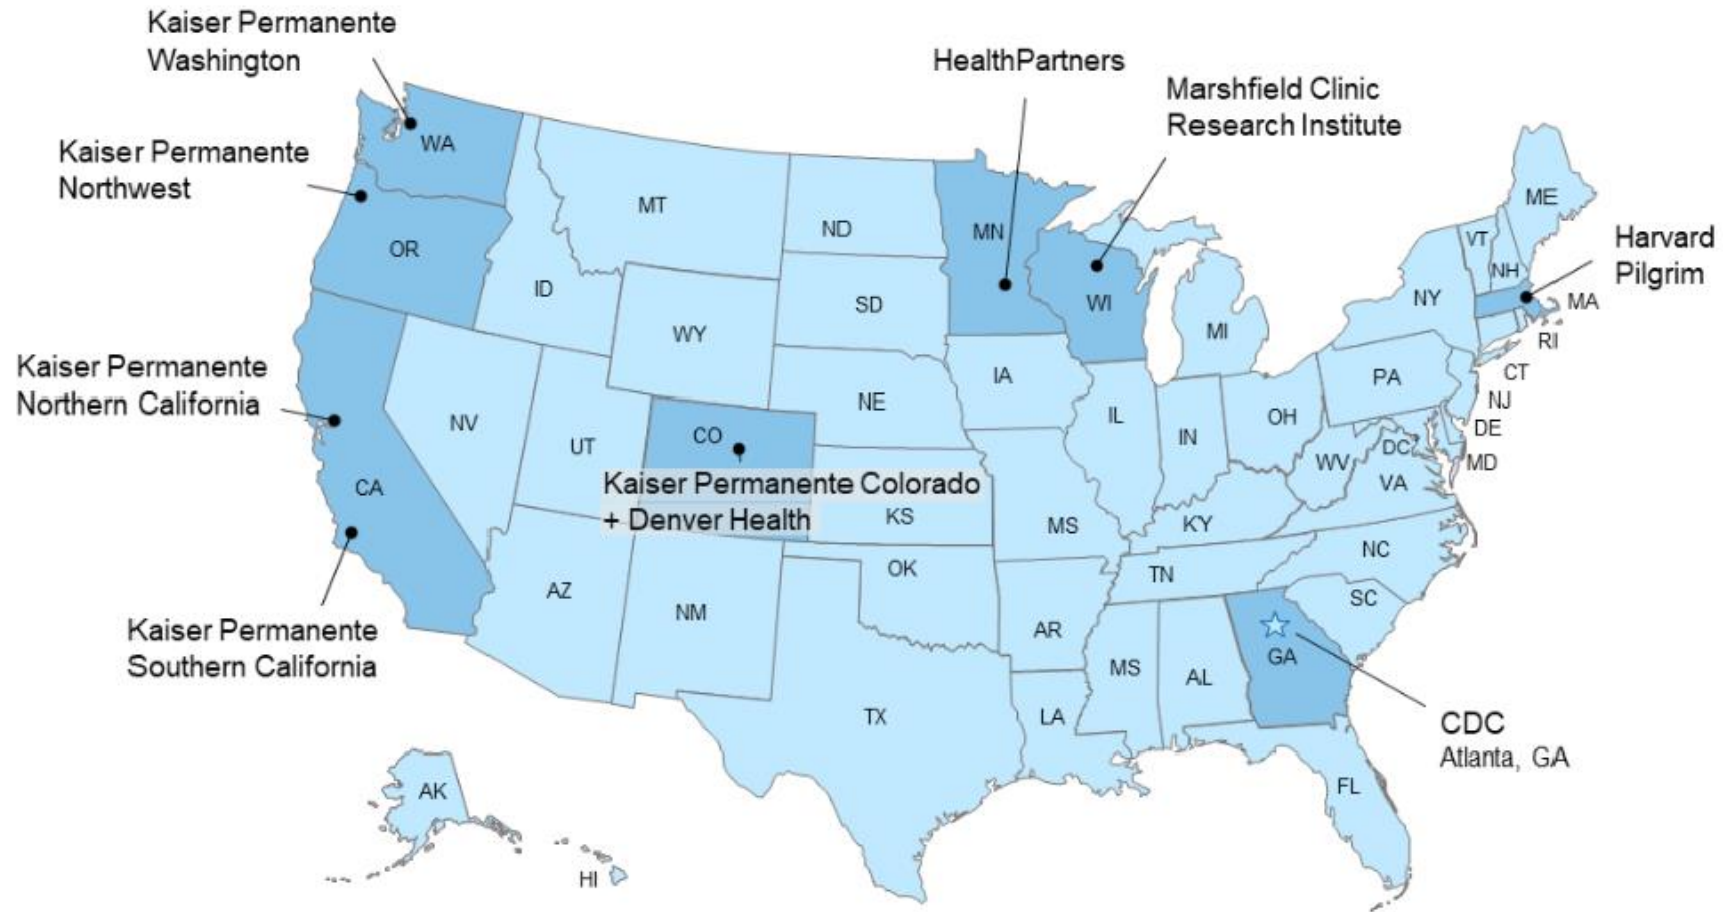 Kaiser Permanente
Washington
HealthPartners
Marshfield Clinic
Research Institute
Kaiser Permanente
Northwest
Harvard
Pilgrim
Kaiser Permanente
Northern California
Kaiser Permanente Colorado
+ Denver Health
Kaiser Permanente
Southern California
CDC
Atlanta, GA
WA
OR
CA
MT
ID
WY
NV
UT
CO
AZ
NM
ND
SD
NE
KS
OK
TX
MN
IA
MS
AR
LA
WI
IL
MI
IN
OH
KY
TN
MS
AL
GA
FL
SC
NC
VA
WV
DC
MD
DE
PA
NJ
NY
CT
RI
MA
VT
NH
ME
AK
HI